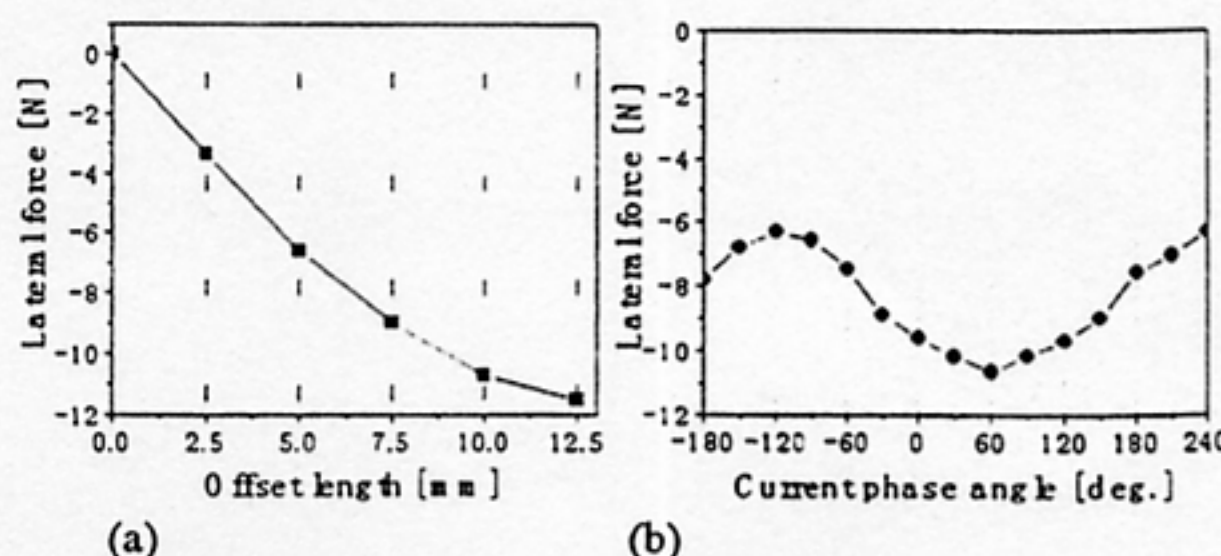 0
-2
-4
-6
-8
-10
-12
0.0 2.5 5.0 7.5 10.0 12.5
Lateral force [N]
Offset length [mm]
(a)
0
-2
-4
-6
-8
-10
-12
-180 -120 -60 0 60 120 180 240
Lateral force [N]
Current phase angle [deg.]
(b)